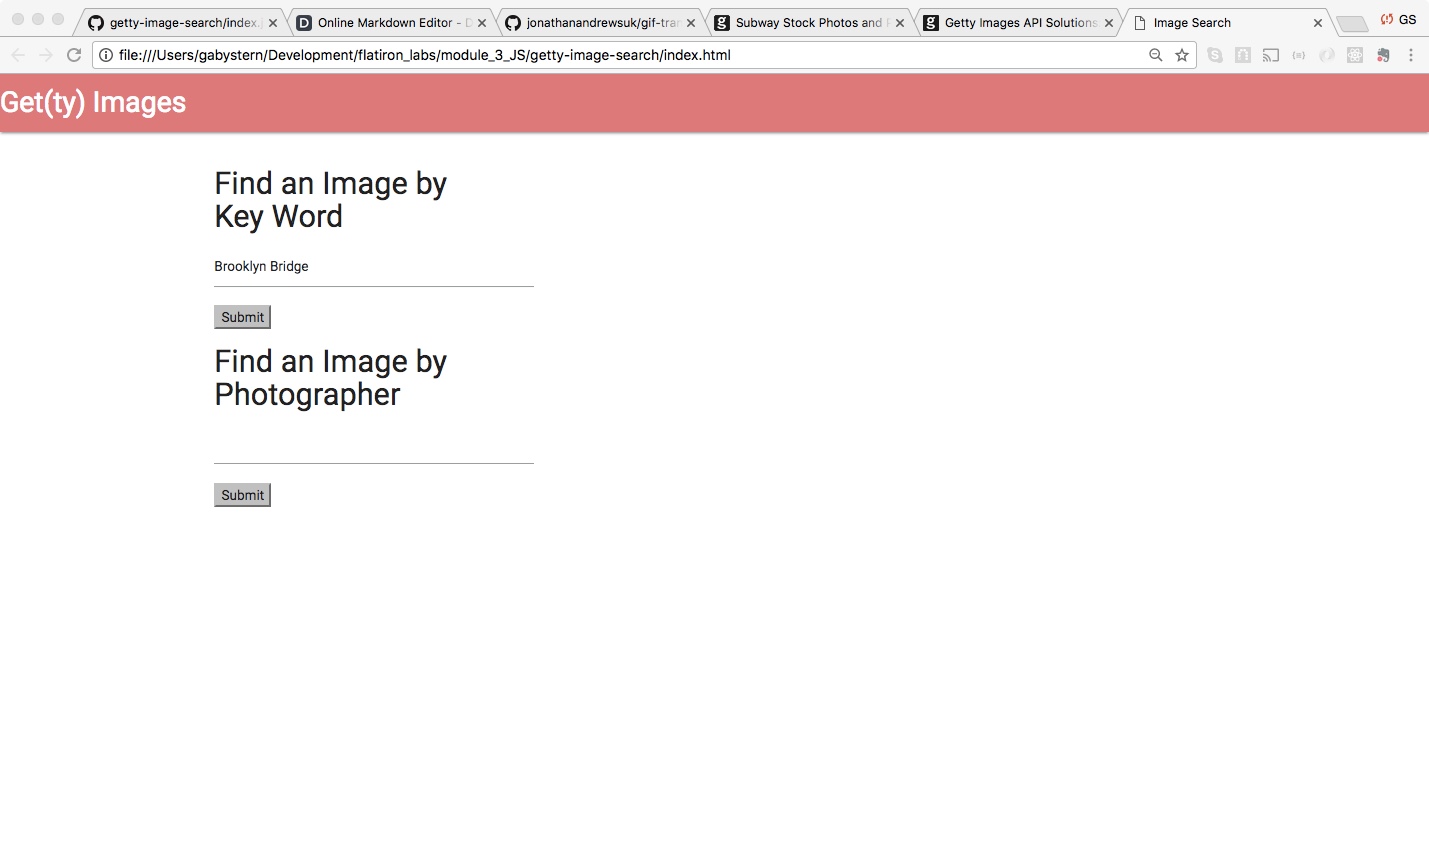 getty-image-search/index.j
Online Markdown Editor - D
jonathanandrewsuk/gif-tran
Subway Stock Photos and P
Getty Images API Solutions
Image Search
GS
file:///Users/gabystern/Development/flatiron_labs/module_3_JS/getty-image-search/index.html
Get(ty) Images
Find an Image by
Key Word
Brooklyn Bridge
Submit
Find an Image by
Photographer
Submit